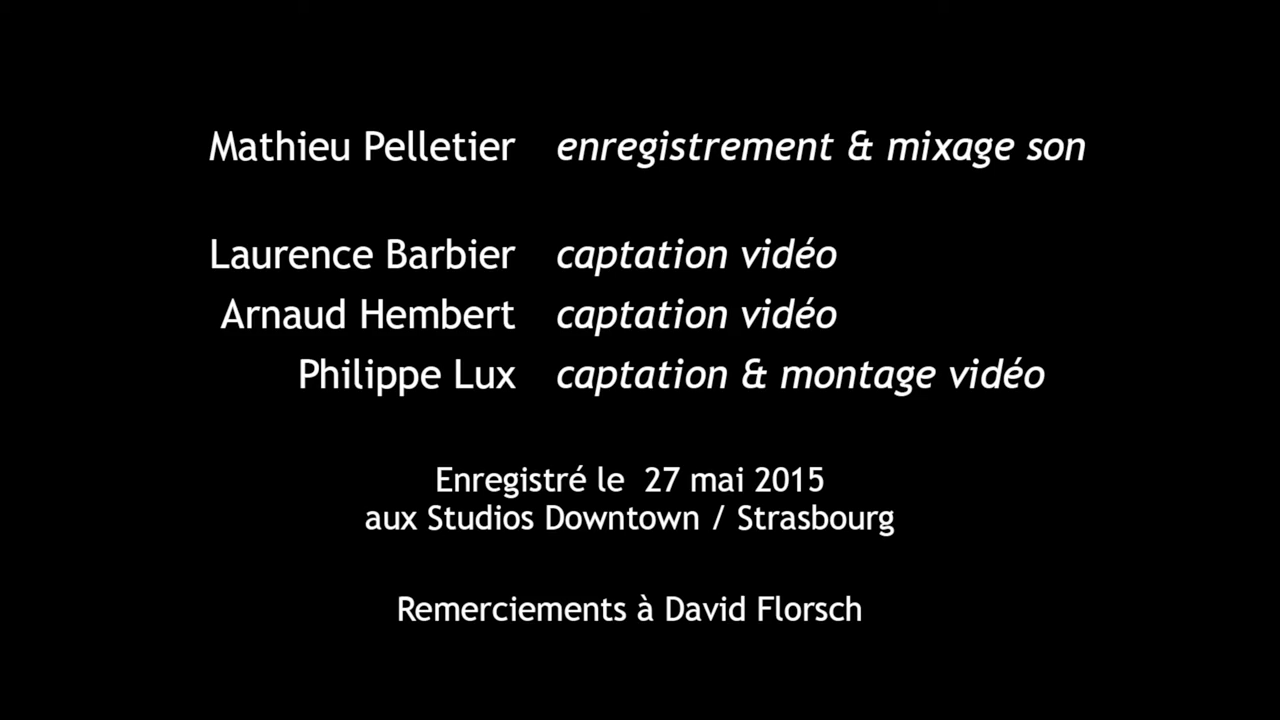 Mathieu Pelletier enregistrement & mixage son
Laurence Barbier captation vidéo
Arnaud Hembert captation vidéo
Philippe Lux captation & montage vidéo
Enregistré le 27 mai 2015
aux Studios Downtown / Strasbourg
Remerciements à David Florsch